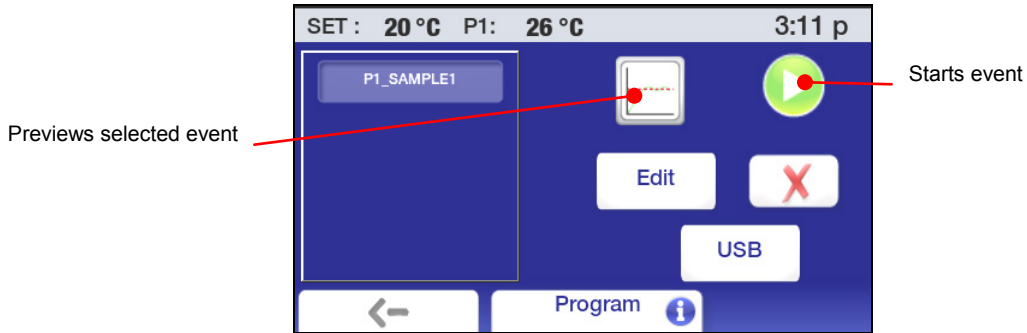 SET : 20 °C P1: 26 °C 3:11 p
P1_SAMPLE1
Starts event
Previews selected event
Edit
X
USB
Program i